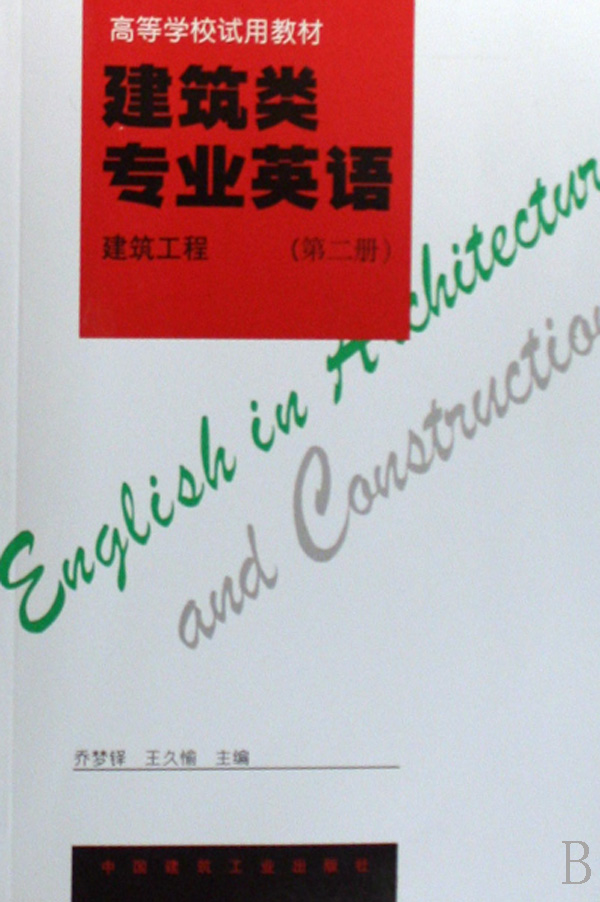 高等学校试用教材
建筑类
专业英语
建筑工程 (第二册)
English in Architectur
and Construction
乔梦铎 王久愉 主编
中国建筑工业出版社
B